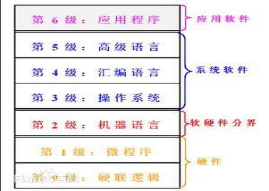 第 6 级：应用程序
应用软件
第 5 级：高级语言
第 4 级：汇编语言
系统软件
第 3 级：操作系统
第 2 级：机器语言
软硬件分界
第 1 级：微程序
硬件
第 0 级：硬联逻辑